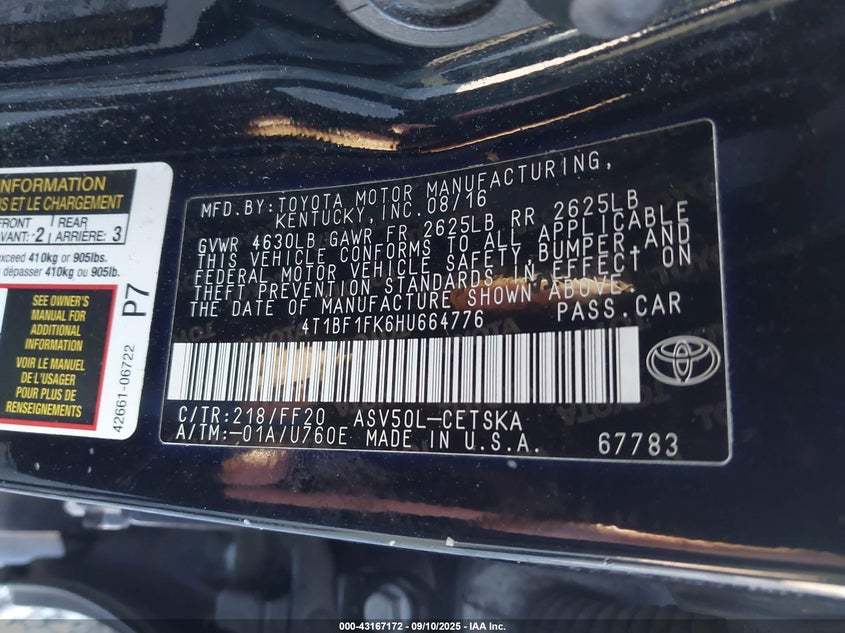 INFORMATION
NS ET LE CHARGEMENT
FRONT
AVANT: 2
REAR
ARRIÈRE: 3
exceed 410kg or 905lbs.
dépasser 410kg ou 905lb.
SEE OWNER'S
MANUAL FOR
ADDITIONAL
INFORMATION
VOIR LE MANUEL
DE L'USAGER
POUR PLUS DE
RENSEIGNEMENTS
P7
42661-06722
MFD.BY:TOYOTA MOTOR MANUFACTURING,
KENTUCKY,INC.08/16
GVWR 4630LB GAWR FR 2625LB RR 2625LB
THIS VEHICLE CONFORMS TO ALL APPLICABLE
FEDERAL MOTOR VEHICLE SAFETY,BUMPER,AND
THEFT PREVENTION STANDARDS IN EFFECT ON
THE DATE OF MANUFACTURE SHOWN ABOVE.
4T1BF1FK6HU664776 PASS.CAR
C/TR:218/FF20 ASV50L-CETSKA
A/TM:-01A/U760E MADE IN U.S.A. 67783
000-43167172 — 09/10/2025 — IAA Inc.